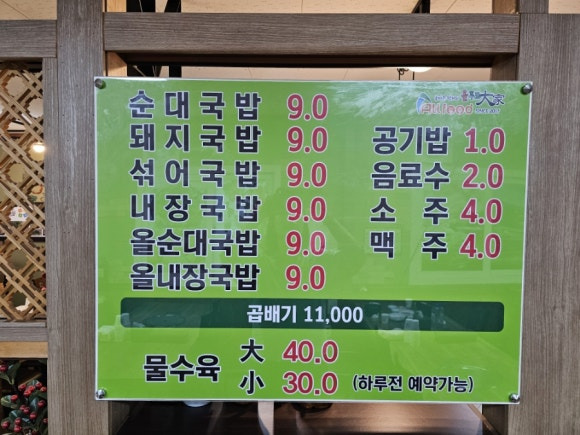 순대국밥 9.0
돼지국밥 9.0
섞어국밥 9.0
내장국밥 9.0
올순대국밥 9.0
올내장국밥 9.0
공기밥 1.0
음료수 2.0
소주 4.0
맥주 4.0
곱배기 11,000
물수육 大 40.0
小 30.0 (하루전 예약가능)